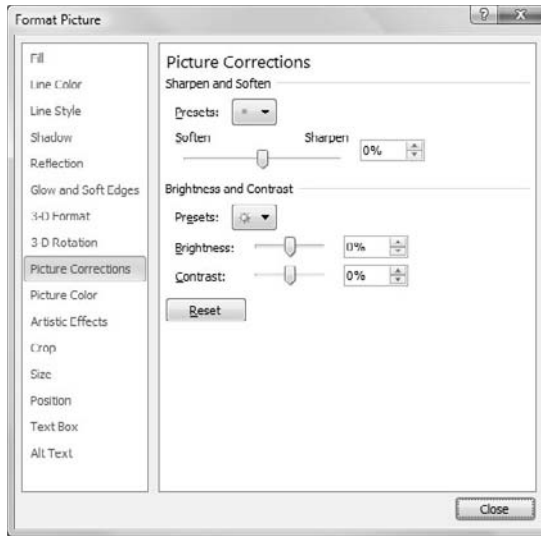 Format Picture
Fill
Line Color
Line Style
Shadow
Reflection
Glow and Soft Edges
3-D Format
3-D Rotation
Picture Corrections
Picture Color
Artistic Effects
Crop
Size
Position
Text Box
Alt Text
Picture Corrections
Sharpen and Soften
Presets:
Soften Sharpen
0%
Brightness and Contrast
Presets:
Brightness: 0%
Contrast: 0%
Reset
Close